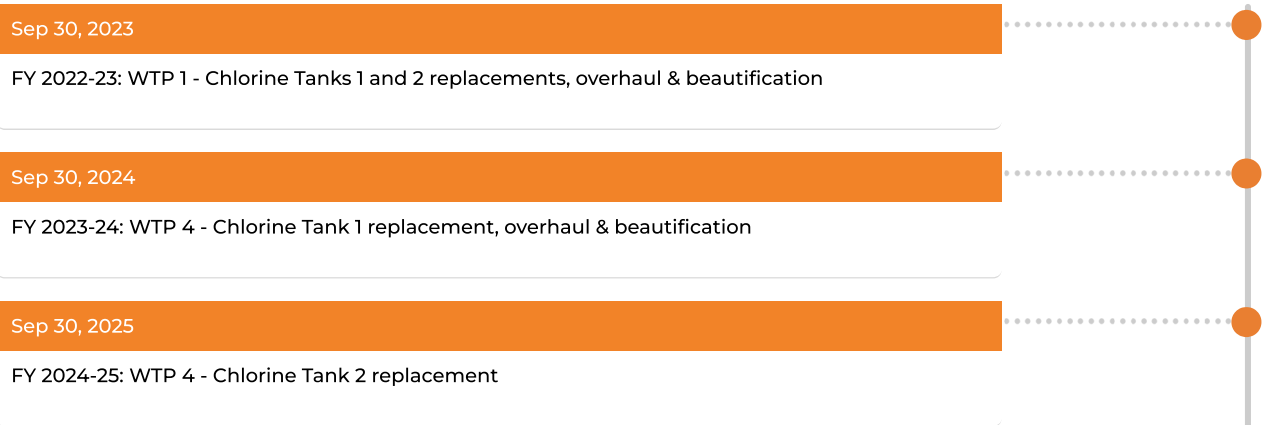 Sep 30, 2023
FY 2022-23: WTP 1 - Chlorine Tanks 1 and 2 replacements, overhaul & beautification
Sep 30, 2024
FY 2023-24: WTP 4 - Chlorine Tank 1 replacement, overhaul & beautification
Sep 30, 2025
FY 2024-25: WTP 4 - Chlorine Tank 2 replacement